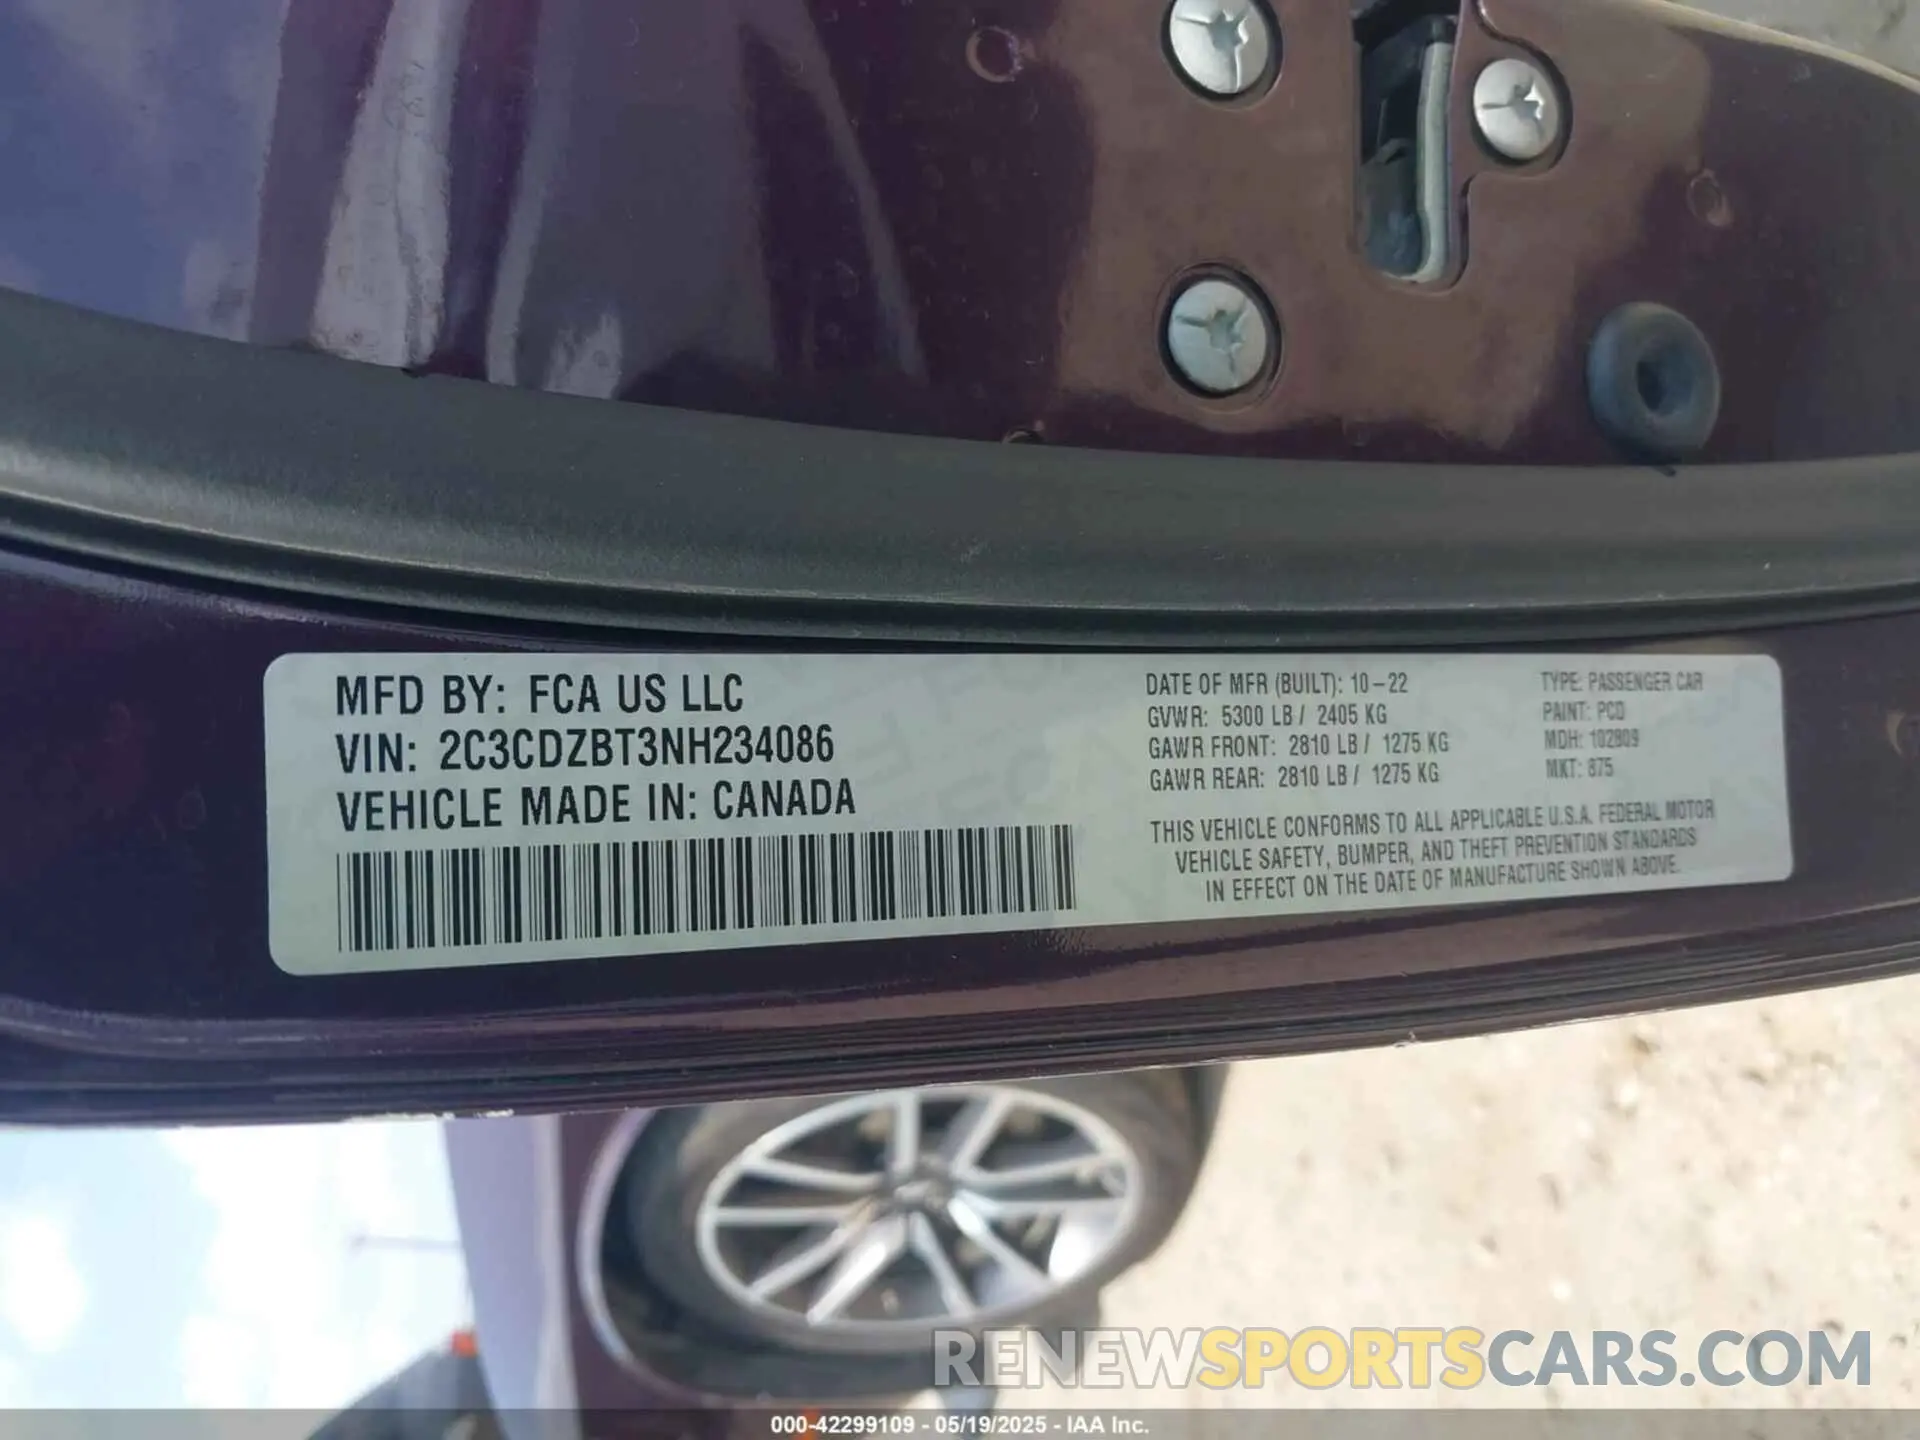 MFD BY: FCA US LLC
VIN: 2C3CDZBT3NH234086
VEHICLE MADE IN: CANADA
DATE OF MFR (BUILT): 10-22
GVWR: 5300 LB / 2405 KG
GAWR FRONT: 2810 LB / 1275 KG
GAWR REAR: 2810 LB / 1275 KG
TYPE: PASSENGER CAR
PAINT: PCD
MDH: 102809
MKT: 875
THIS VEHICLE CONFORMS TO ALL APPLICABLE U.S.A. FEDERAL MOTOR
VEHICLE SAFETY, BUMPER, AND THEFT PREVENTION STANDARDS
IN EFFECT ON THE DATE OF MANUFACTURE SHOWN ABOVE.
RENEWSPORTSCARS.COM
000-42299109 - 05/19/2025 - IAA Inc.